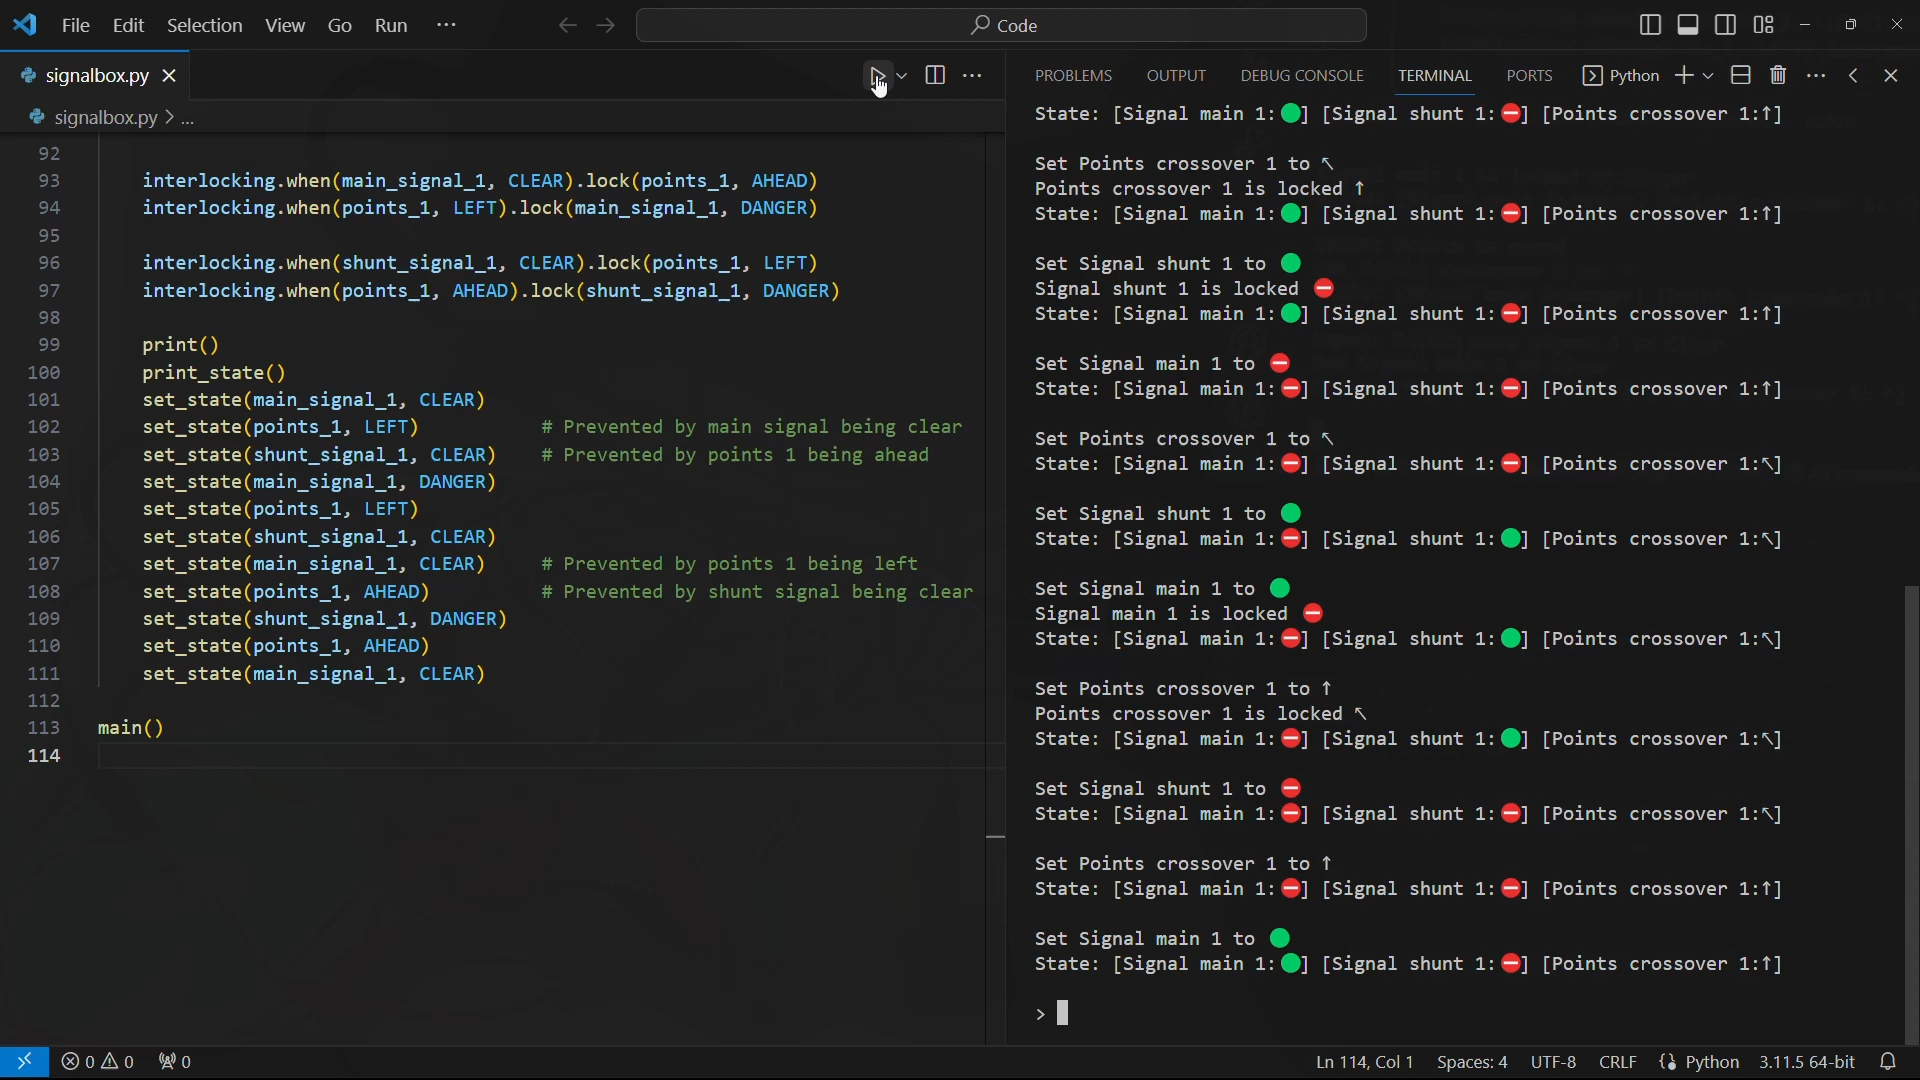 File Edit Selection View Go Run ···
Code
signalbox.py
signalbox.py > ...
92
93 interlocking.when(main_signal_1, CLEAR).lock(points_1, AHEAD)
94 interlocking.when(points_1, LEFT).lock(main_signal_1, DANGER)
95
96 interlocking.when(shunt_signal_1, CLEAR).lock(points_1, LEFT)
97 interlocking.when(points_1, AHEAD).lock(shunt_signal_1, DANGER)
98
99 print()
100 print_state()
101 set_state(main_signal_1, CLEAR)
102 set_state(points_1, LEFT) # Prevented by main signal being clear
103 set_state(shunt_signal_1, CLEAR) # Prevented by points 1 being ahead
104 set_state(main_signal_1, DANGER)
105 set_state(points_1, LEFT)
106 set_state(shunt_signal_1, CLEAR)
107 set_state(main_signal_1, CLEAR) # Prevented by points 1 being left
108 set_state(points_1, AHEAD) # Prevented by shunt signal being clear
109 set_state(shunt_signal_1, DANGER)
110 set_state(points_1, AHEAD)
111 set_state(main_signal_1, CLEAR)
112
113 main()
114
PROBLEMS OUTPUT DEBUG CONSOLE TERMINAL PORTS Python
State: [Signal main 1:🟢] [Signal shunt 1:⛔] [Points crossover 1:↑]
Set Points crossover 1 to ↖
Points crossover 1 is locked ↑
State: [Signal main 1:🟢] [Signal shunt 1:⛔] [Points crossover 1:↑]
Set Signal shunt 1 to 🟢
Signal shunt 1 is locked ⛔
State: [Signal main 1:🟢] [Signal shunt 1:⛔] [Points crossover 1:↑]
Set Signal main 1 to ⛔
State: [Signal main 1:⛔] [Signal shunt 1:⛔] [Points crossover 1:↑]
Set Points crossover 1 to ↖
State: [Signal main 1:⛔] [Signal shunt 1:⛔] [Points crossover 1:↖]
Set Signal shunt 1 to 🟢
State: [Signal main 1:⛔] [Signal shunt 1:🟢] [Points crossover 1:↖]
Set Signal main 1 to 🟢
Signal main 1 is locked ⛔
State: [Signal main 1:⛔] [Signal shunt 1:🟢] [Points crossover 1:↖]
Set Points crossover 1 to ↑
Points crossover 1 is locked ↖
State: [Signal main 1:⛔] [Signal shunt 1:🟢] [Points crossover 1:↖]
Set Signal shunt 1 to ⛔
State: [Signal main 1:⛔] [Signal shunt 1:⛔] [Points crossover 1:↖]
Set Points crossover 1 to ↑
State: [Signal main 1:⛔] [Signal shunt 1:⛔] [Points crossover 1:↑]
Set Signal main 1 to 🟢
State: [Signal main 1:🟢] [Signal shunt 1:⛔] [Points crossover 1:↑]
>
0 0 0 Ln 114, Col 1 Spaces: 4 UTF-8 CRLF Python 3.11.5 64-bit